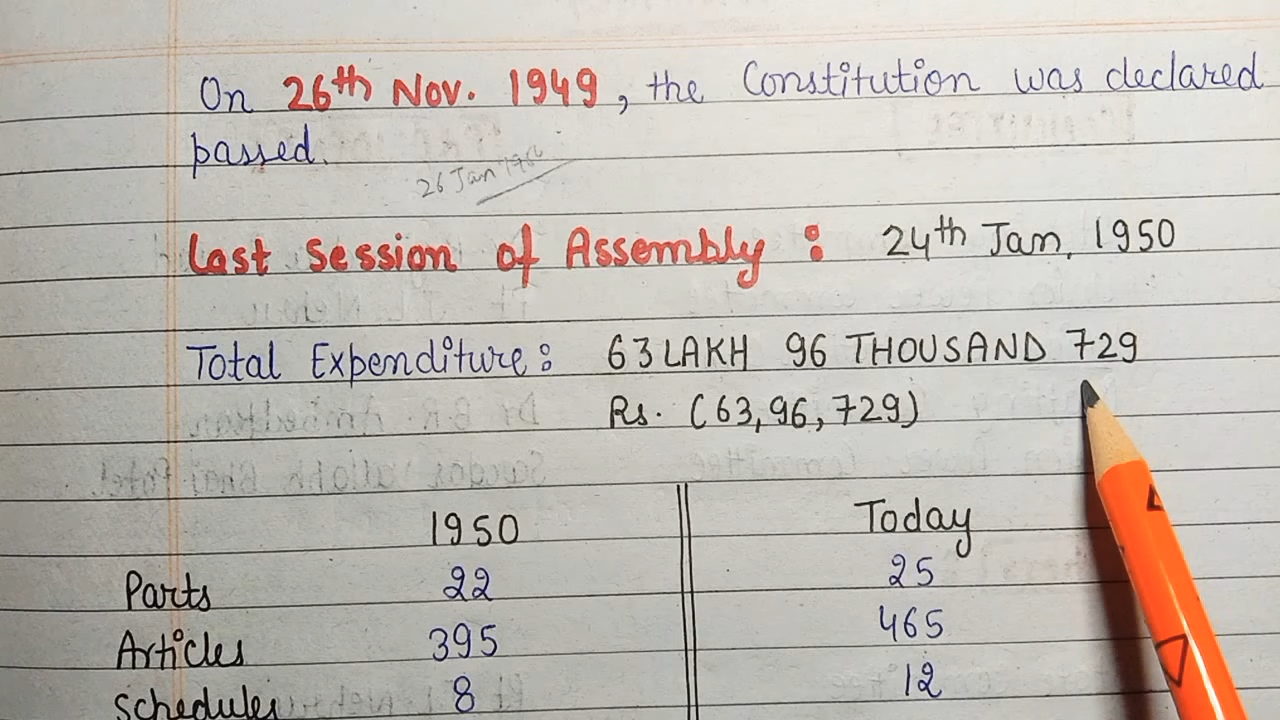 On 26th Nov. 1949, the Constitution was declared
passed.
26 Jan 1950
Last Session of Assembly : 24th Jan, 1950
Total Expenditure: 63 LAKH 96 THOUSAND 729
Rs. (63,96,729)
1950 Today
Parts 22 25
Articles 395 465
Schedules 8 12